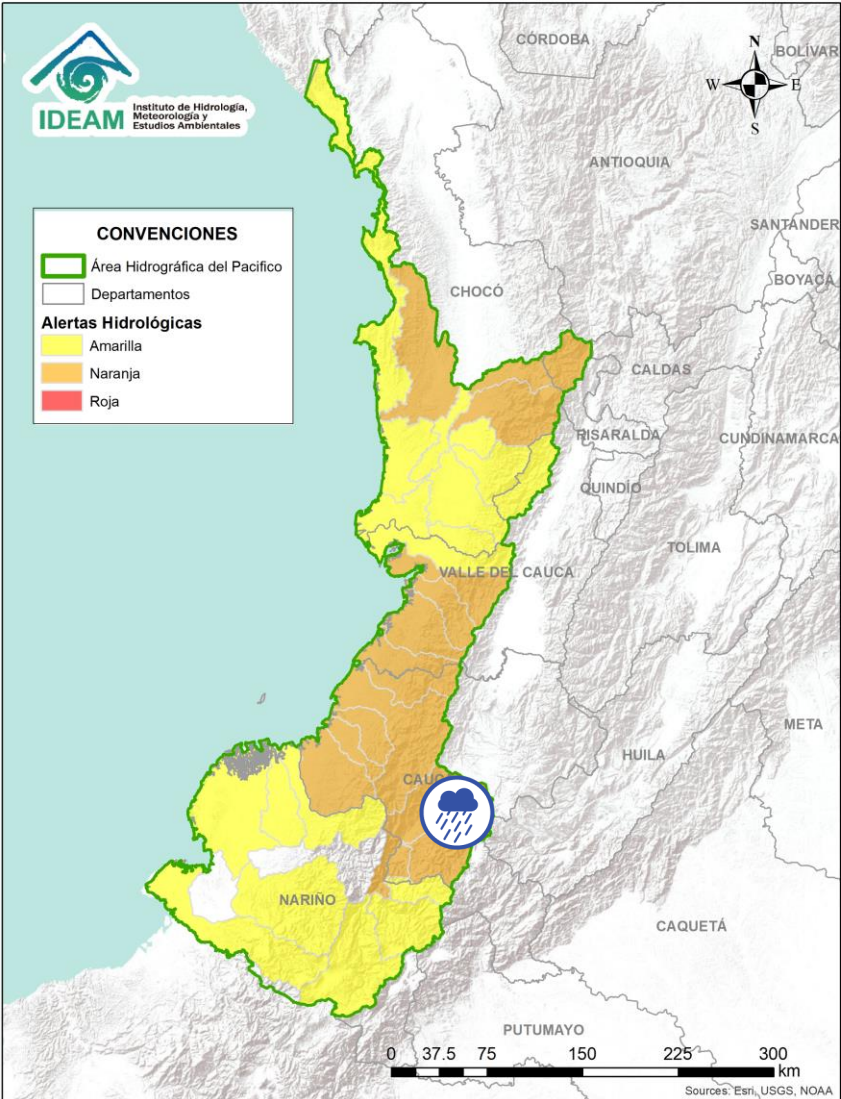 IDEAM
Instituto de Hidrología,
Meteorología y
Estudios Ambientales
N
W
E
S
CÓRDOBA
BOLÍVAR
ANTIOQUIA
SANTANDER
BOYACÁ
CONVENCIONES
Área Hidrográfica del Pacifico
Departamentos
Alertas Hidrológicas
Amarilla
Naranja
Roja
CHOCÓ
CALDAS
RISARALDA
CUNDINAMARCA
QUINDÍO
TOLIMA
VALLE DEL CAUCA
META
HUILA
CAUC
NARIÑO
CAQUETÁ
PUTUMAYO
0 37.5 75 150 225 300
km
Sources: Esri, USGS, NOAA